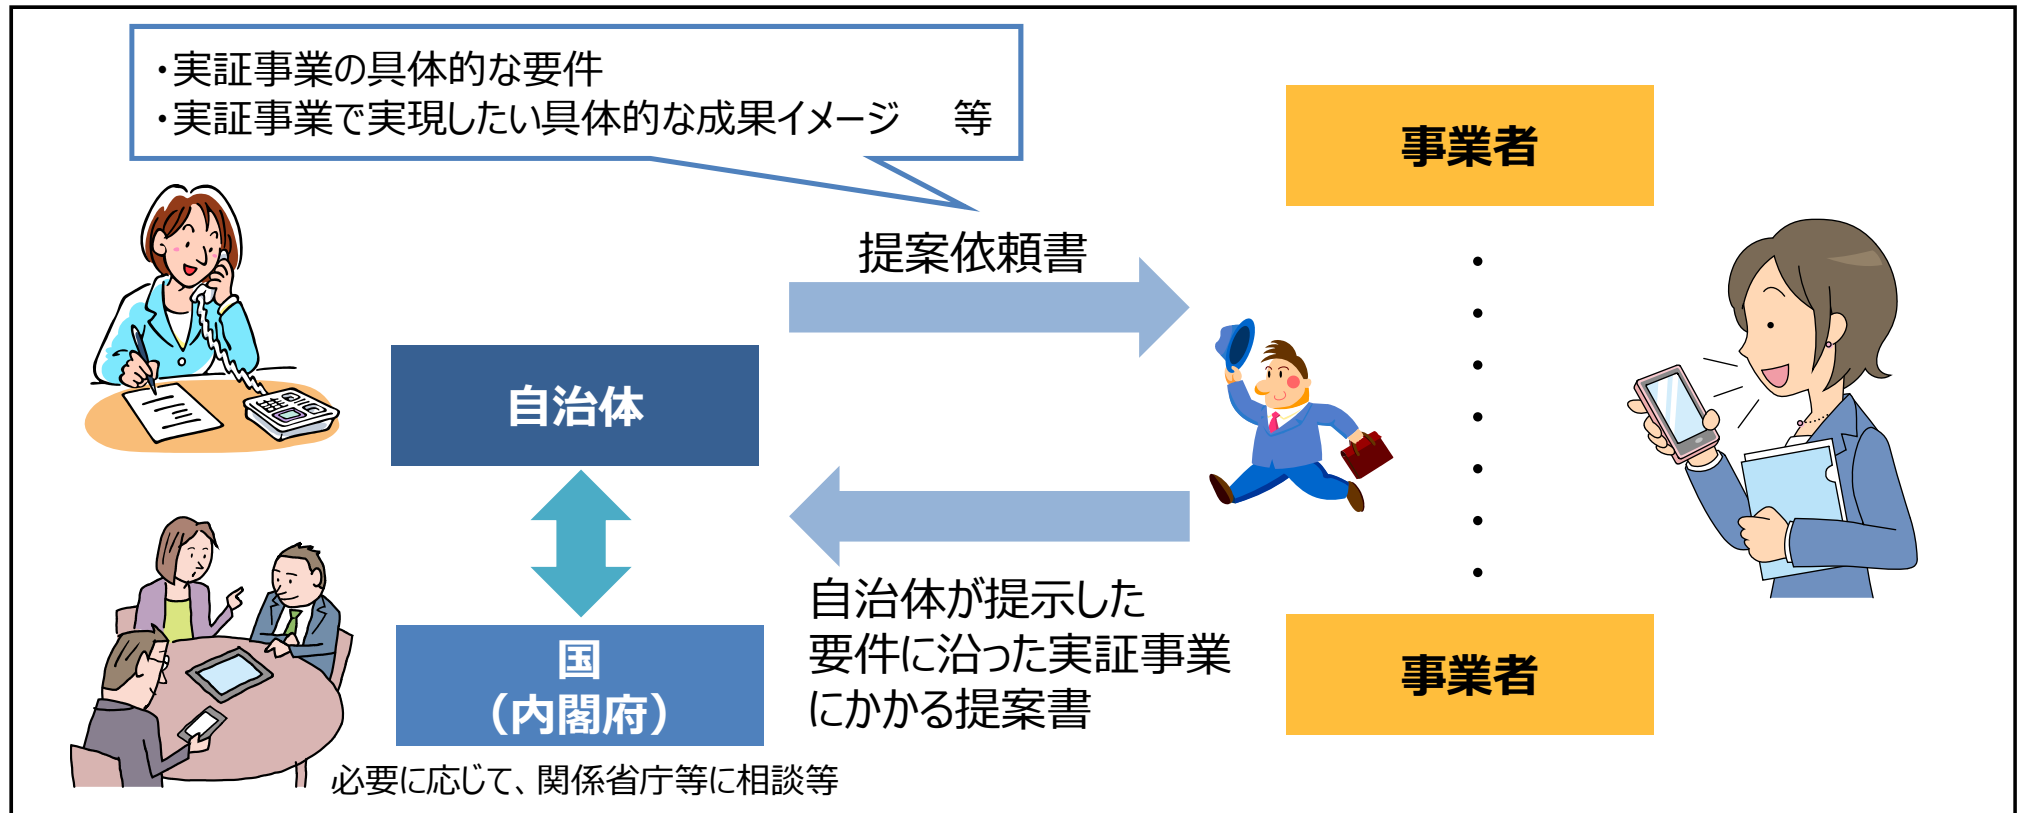 ・実証事業の具体的な要件
・実証事業で実現したい具体的な成果イメージ　等
事業者
提案依頼書
自治体
自治体が提示した
要件に沿った実証事業
にかかる提案書
国
（内閣府）
事業者
必要に応じて、関係省庁等に相談等